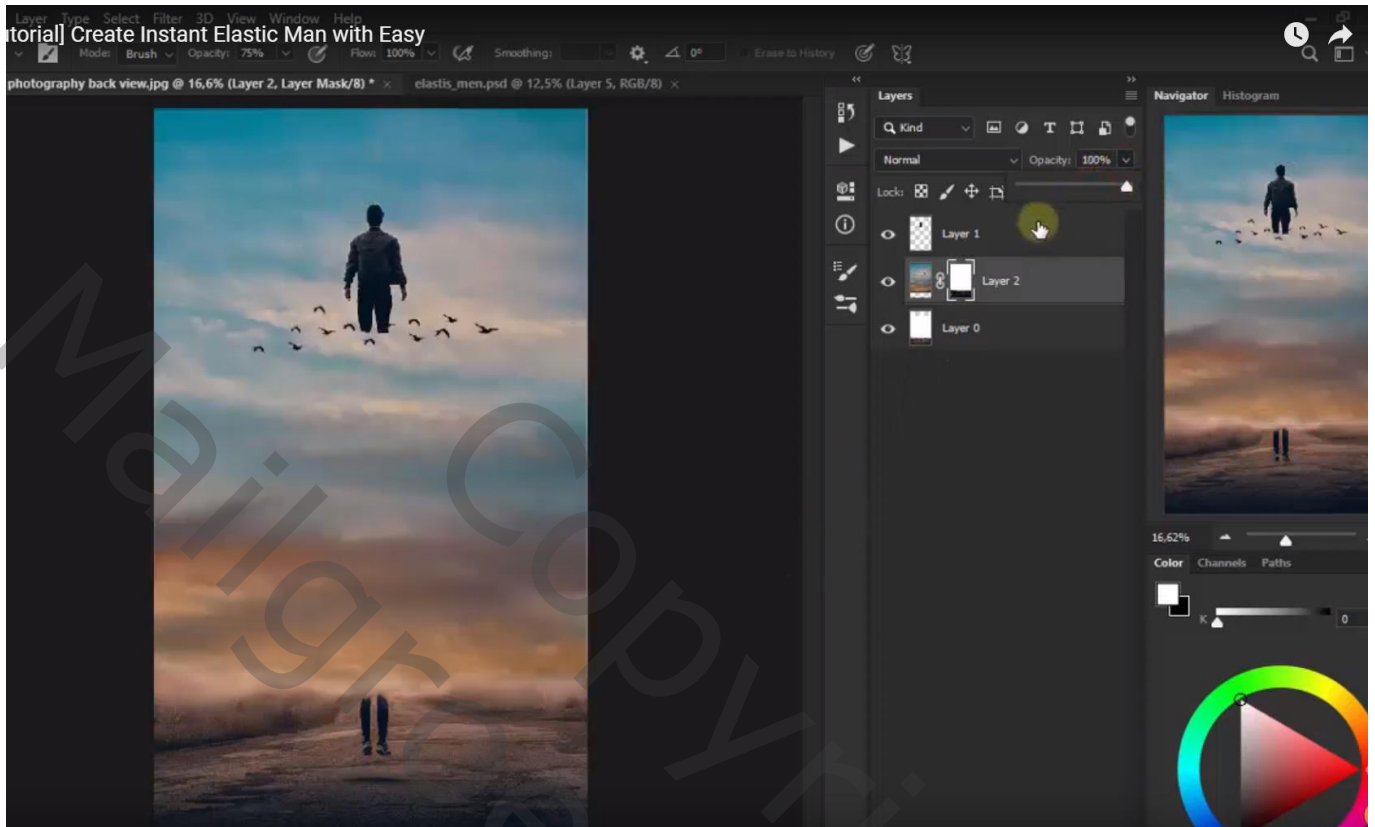 Layer Type Select Filter 3D View Window Help
utorial] Create Instant Elastic Man with Easy
Mode: Brush Opacity: 75% Flow: 100% Smoothing: 0° Erase to History
photography back view.jpg @ 16,6% (Layer 2, Layer Mask/8) * × elastis_men.psd @ 12,5% (Layer 5, RGB/8) ×
Layers
Navigator Histogram
Kind
Normal Opacity: 100%
Lock:
Layer 1
Layer 2
Layer 0
16,62%
Color Channels Paths
K 0